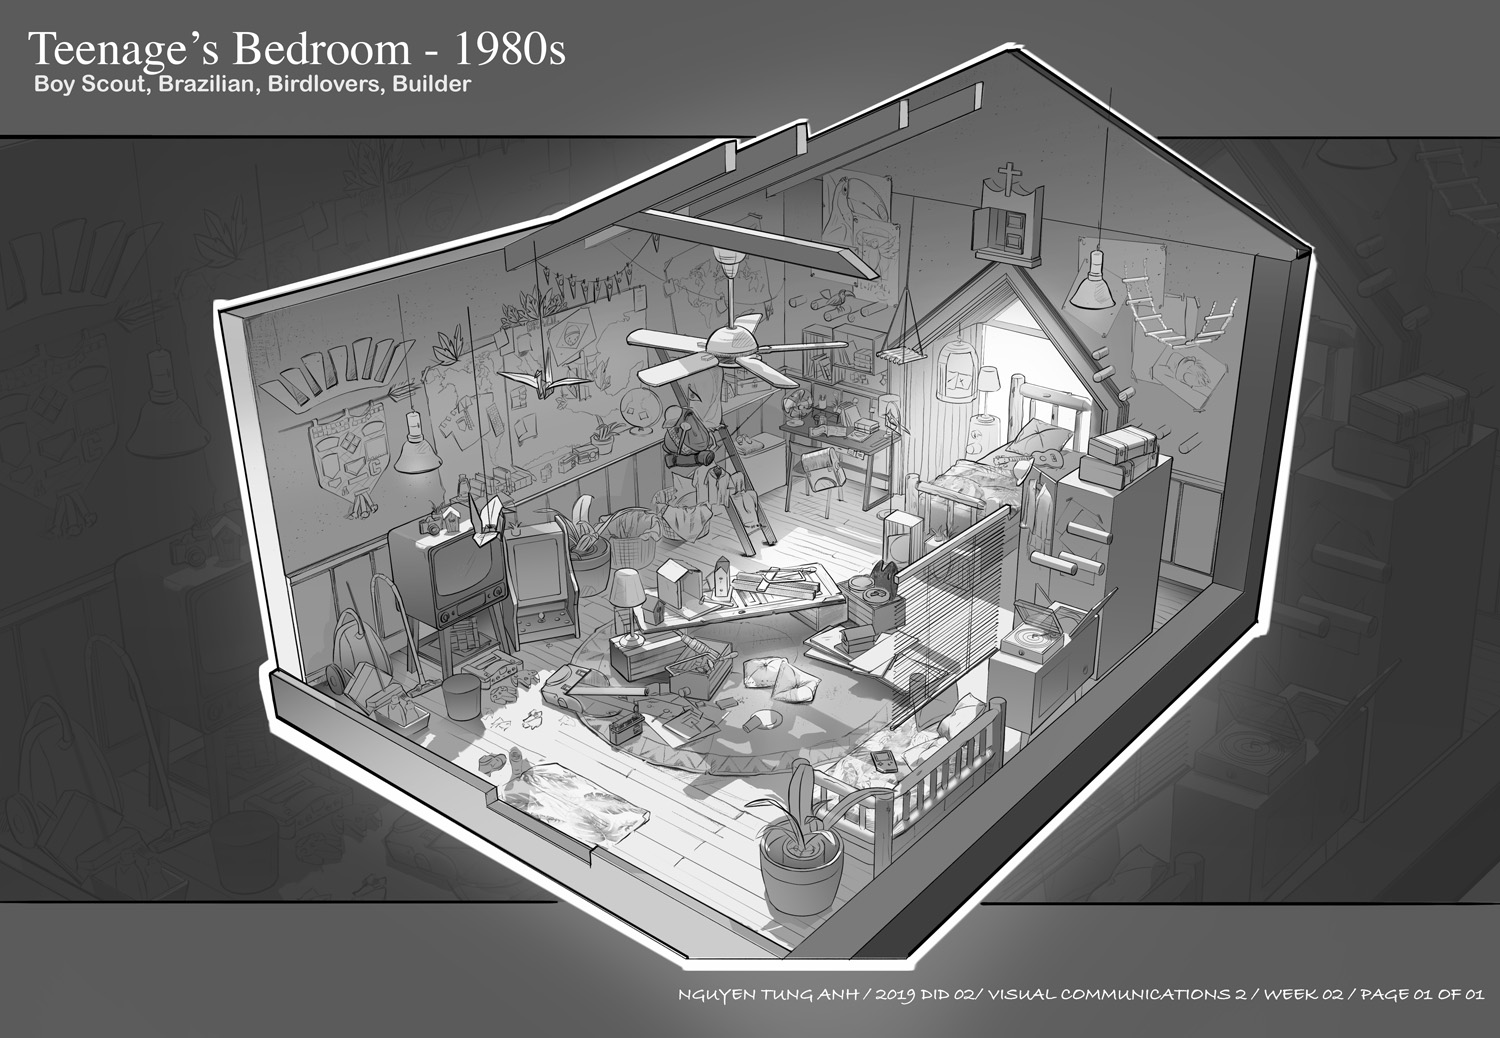 Teenage's Bedroom - 1980s
Boy Scout, Brazilian, Birdlovers, Builder
NGUYEN TUNG ANH / 2019 DID 02/ VISUAL COMMUNICATIONS 2 / WEEK 02 / PAGE 01 OF 01